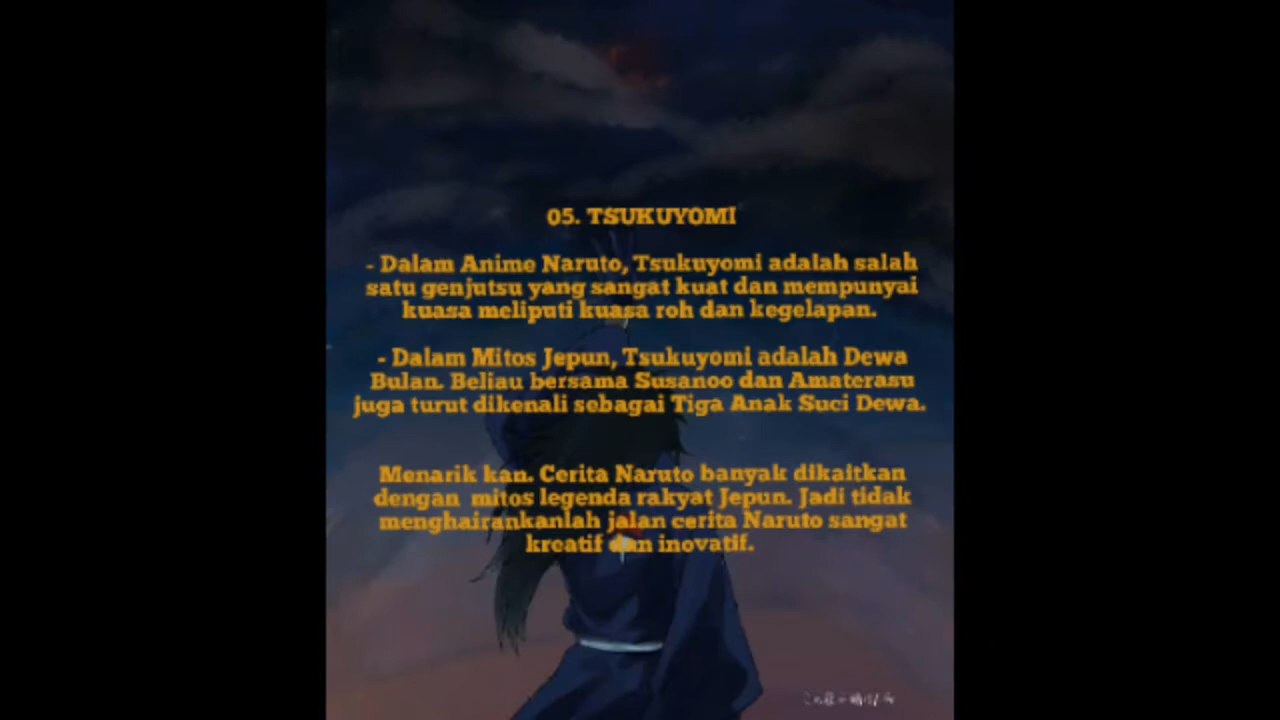 05. TSUKUYOMI
- Dalam Anime Naruto, Tsukuyomi adalah salah
satu genjutsu yang sangat kuat dan mempunyai
kuasa meliputi kuasa roh dan kegelapan.
- Dalam Mitos Jepun, Tsukuyomi adalah Dewa
Bulan. Beliau bersama Susanoo dan Amaterasu
juga turut dikenali sebagai Tiga Anak Suci Dewa.
Menarik kan. Cerita Naruto banyak dikaitkan
dengan mitos legenda rakyat Jepun. Jadi tidak
menghairankanlah jalan cerita Naruto sangat
kreatif dan inovatif.